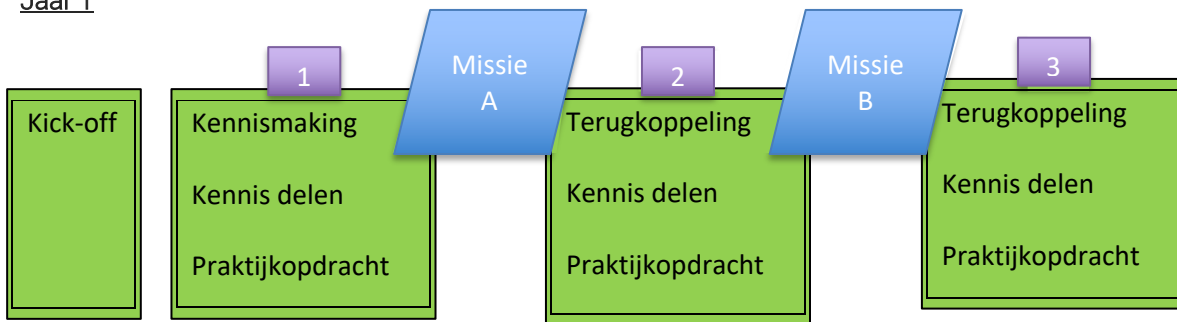 Jaar 1
Kick-off
1
Kennismaking
Kennis delen
Praktijkopdracht
Missie
A
2
Terugkoppeling
Kennis delen
Praktijkopdracht
Missie
B
3
Terugkoppeling
Kennis delen
Praktijkopdracht